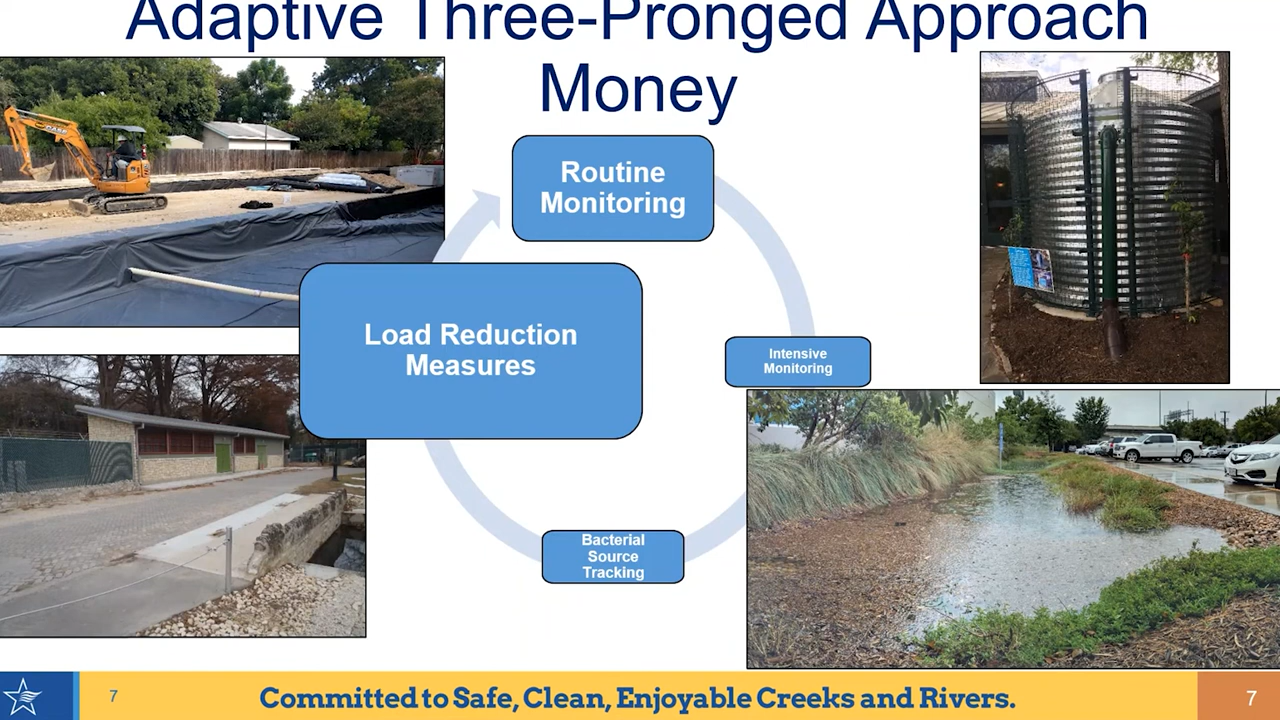 Adaptive Three-Pronged Approach
Money
Routine
Monitoring
Load Reduction
Measures
Intensive
Monitoring
Bacterial
Source
Tracking
7
Committed to Safe, Clean, Enjoyable Creeks and Rivers.
7